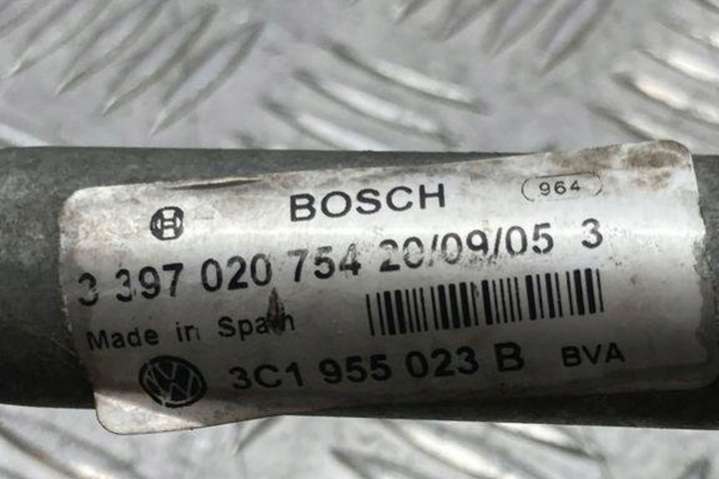 BOSCH 964
3 397 020 754 20/09/05 3
Made in Spain
3C1 955 023 B BVA